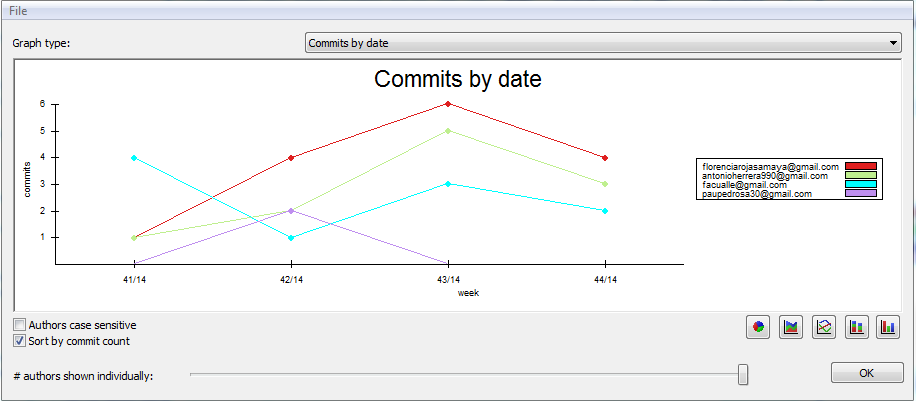 File
Graph type:
Commits by date
Commits by date
6
5
4
3
2
1
commits
41/14
42/14
43/14
44/14
week
florenciarojasamaya@gmail.com
antonioherrera990@gmail.com
facualle@gmail.com
paupedrosa30@gmail.com
Authors case sensitive
Sort by commit count
# authors shown individually:
OK